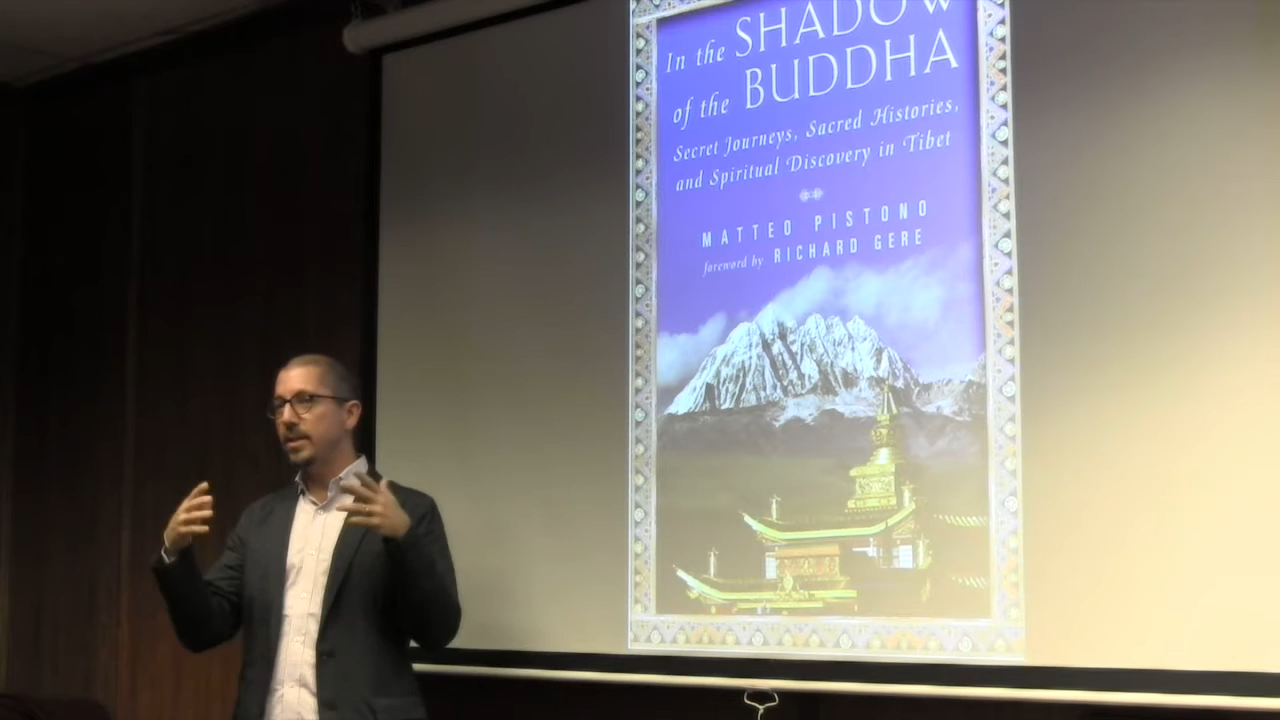 In the SHADOW
of the BUDDHA
Secret Journeys, Sacred Histories,
and Spiritual Discovery in Tibet
MATTEO PISTONO
foreword by RICHARD GERE